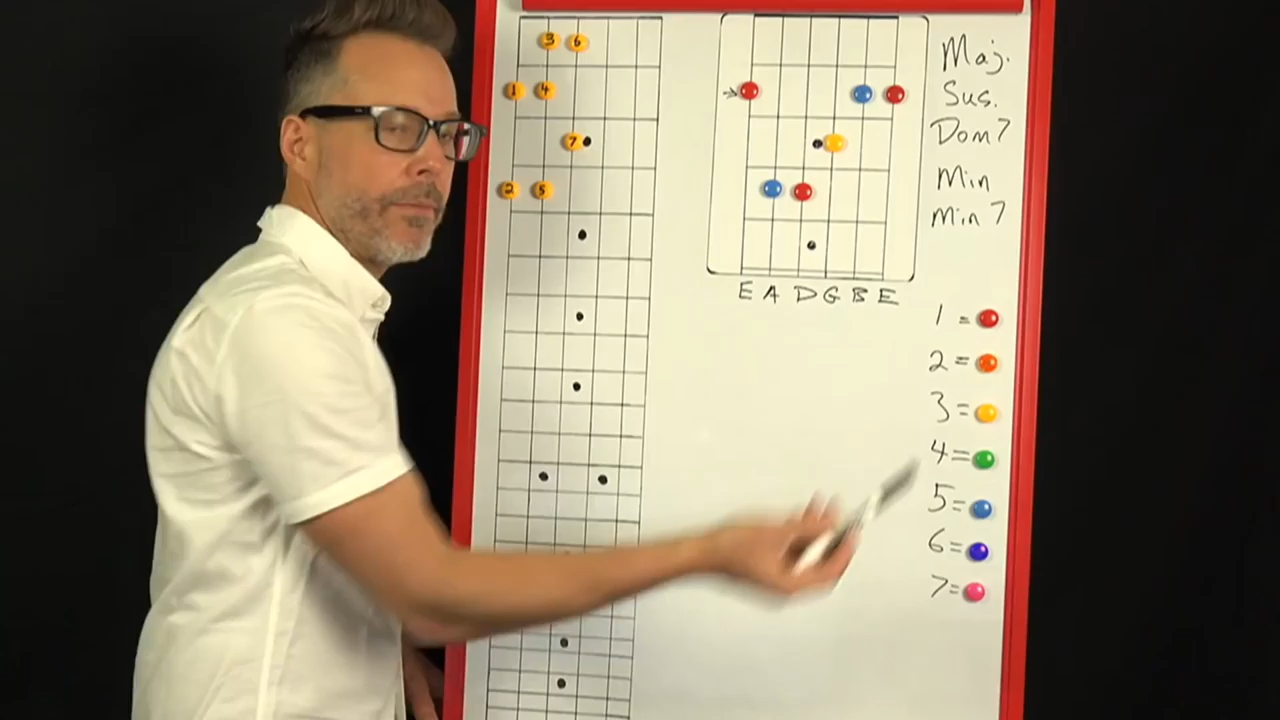 3 6
1 4
7
2 5
Maj.
Sus.
Dom 7
Min
Min 7
E A D G B E
1 =
2 =
3 =
4 =
5 =
6 =
7 =